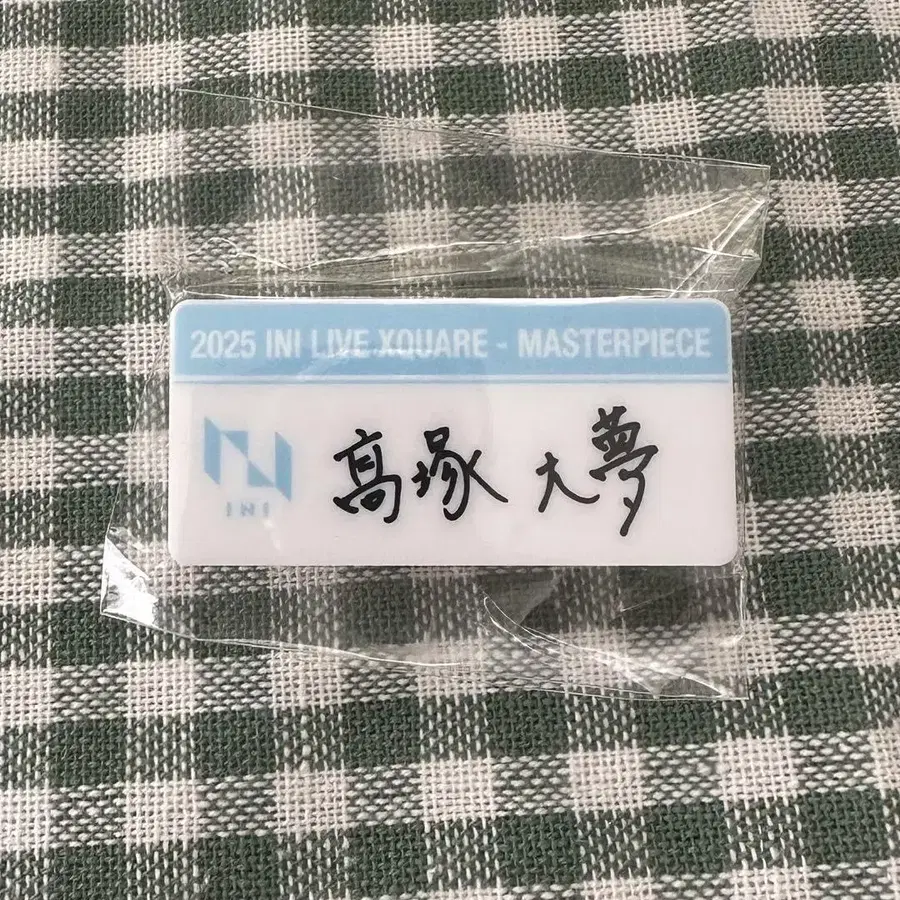 2025 INI LIVE XQUARE - MASTERPIECE
INI
髙塚 大夢